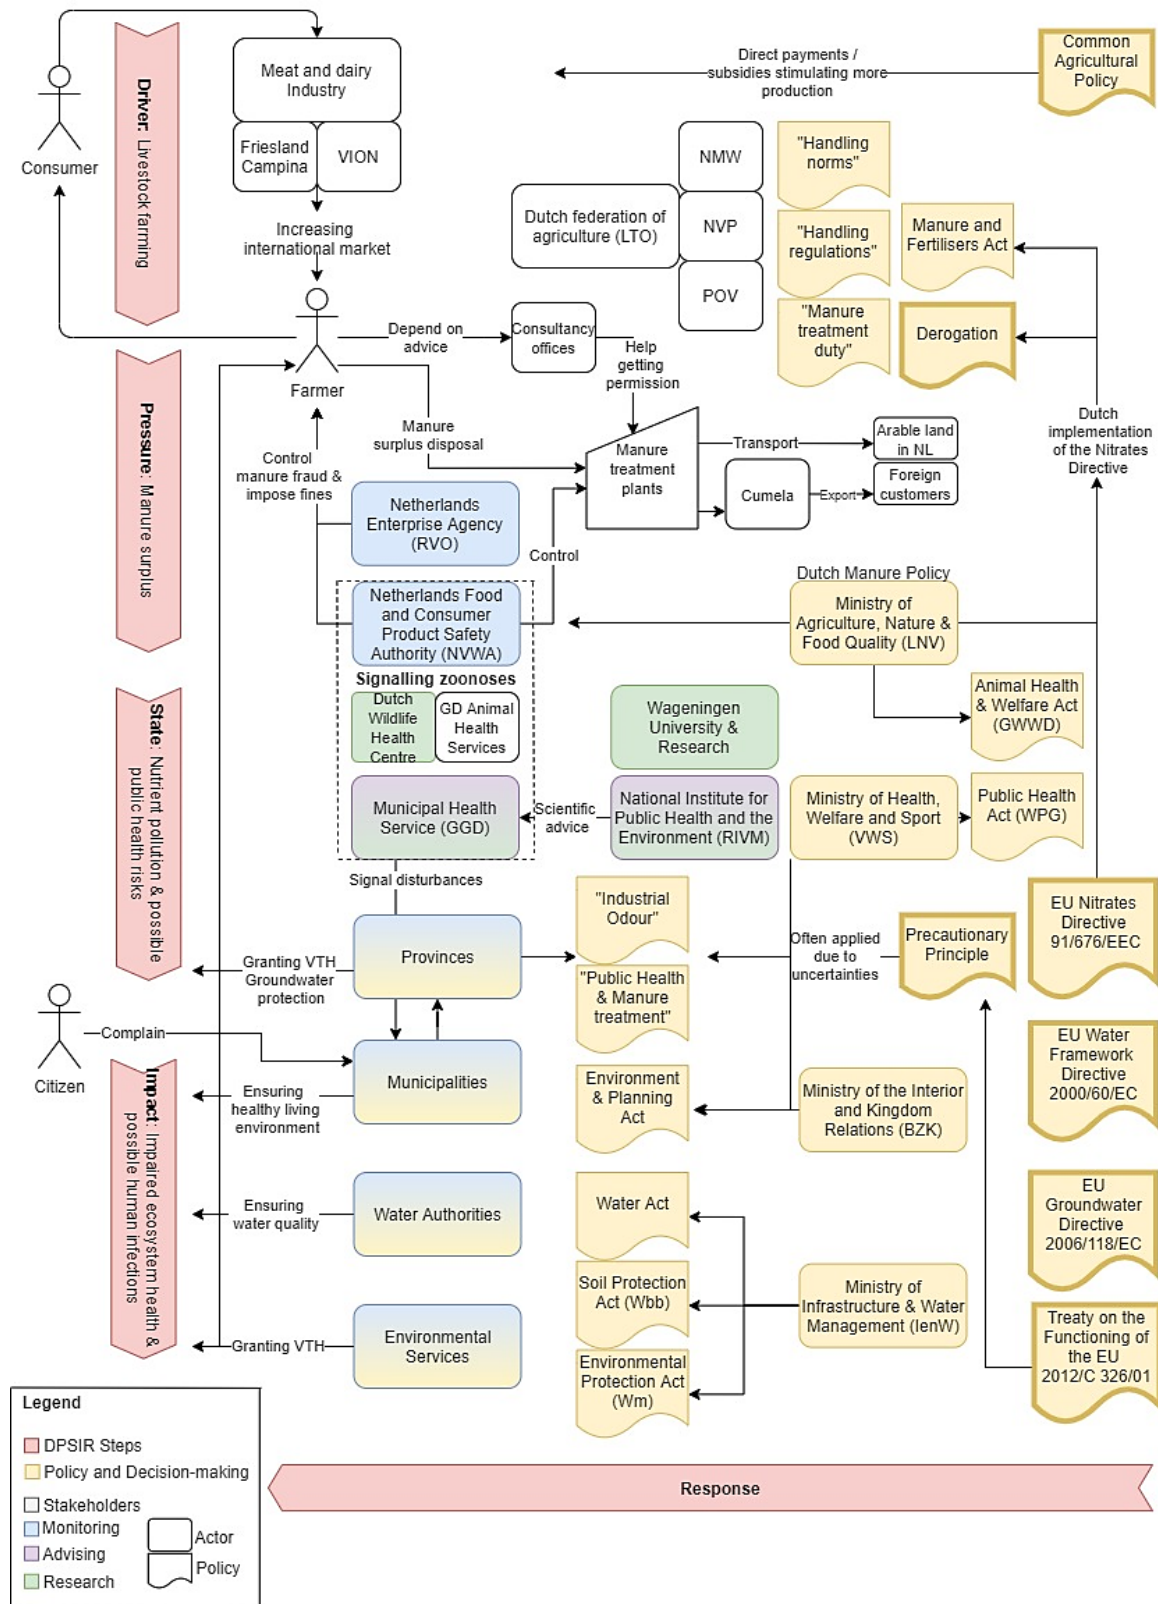 Consumer
Driver: Livestock farming
Meat and dairy
Industry
Friesland
Campina
VION
Increasing
international market
Direct payments /
subsidies stimulating more
production
Common
Agricultural
Policy
Dutch federation of
agriculture (LTO)
NMW
NVP
POV
"Handling
norms"
"Handling
regulations"
"Manure
treatment
duty"
Manure and
Fertilisers Act
Derogation
Farmer
Depend on
advice
Consultancy
offices
Help
getting
permission
Pressure: Manure surplus
Manure
surplus disposal
Control
manure fraud &
impose fines
Manure
treatment
plants
Transport
Arable land
in NL
Cumela
Export
Foreign
customers
Dutch
implementation
of the Nitrates
Directive
Netherlands
Enterprise Agency
(RVO)
Control
Netherlands Food
and Consumer
Product Safety
Authority (NVWA)
Dutch Manure Policy
Ministry of
Agriculture, Nature &
Food Quality (LNV)
Signalling zoonoses
Dutch
Wildlife
Health
Centre
GD Animal
Health
Services
Wageningen
University &
Research
Animal Health
& Welfare Act
(GWWD)
State: Nutrient pollution & possible
public health risks
Municipal Health
Service (GGD)
Scientific
advice
National Institute for
Public Health and the
Environment (RIVM)
Ministry of Health,
Welfare and Sport
(VWS)
Public Health
Act (WPG)
Signal disturbances
"Industrial
Odour"
"Public Health
& Manure
treatment"
Often applied
due to
uncertainties
Precautionary
Principle
EU Nitrates
Directive
91/676/EEC
Granting VTH
Groundwater
protection
Provinces
Citizen
Complain
Municipalities
Ensuring
healthy living
environment
Environment
& Planning
Act
Ministry of the Interior
and Kingdom
Relations (BZK)
EU Water
Framework
Directive
2000/60/EC
Impact: Impaired ecosystem health &
possible human infections
Ensuring
water quality
Water Authorities
Water Act
EU
Groundwater
Directive
2006/118/EC
Soil Protection
Act (Wbb)
Ministry of
Infrastructure & Water
Management (IenW)
Granting VTH
Environmental
Services
Environmental
Protection Act
(Wm)
Treaty on the
Functioning of
the EU
2012/C 326/01
Legend
DPSIR Steps
Policy and Decision-making
Stakeholders
Monitoring
Advising
Research
Actor
Policy
Response